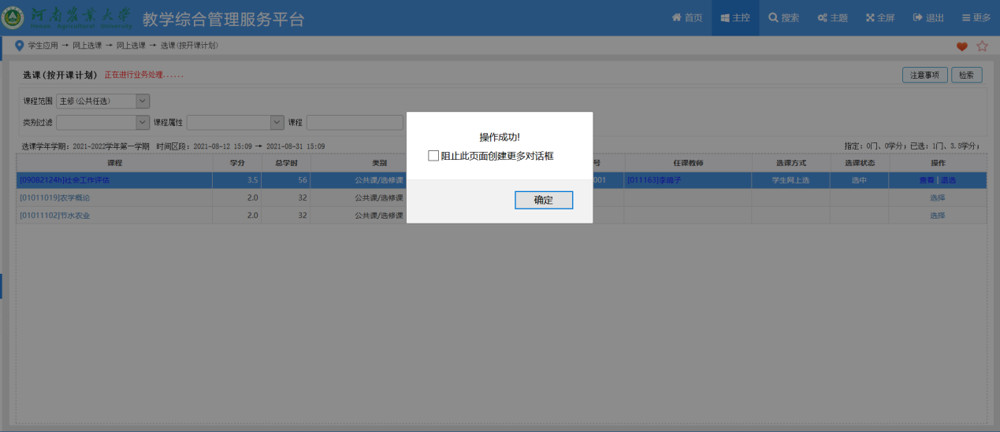 河南农业大学 教学综合管理服务平台 首页 主控 搜索 主题 全屏 退出 更多
Henan Agricultural University
学生应用 → 网上选课 → 网上选课 → 选课(按开课计划)
选课(按开课计划) 正在进行业务处理...... 注意事项 检索
课程范围 主修(公共任选)
类别过滤 课程属性 课程
操作成功!
阻止此页面创建更多对话框
确定
选课学年学期: 2021-2022学年第一学期 时间区段: 2021-08-12 15:09 → 2021-08-31 15:09 指定: 0门、0学分; 已选: 1门、3.5学分;
课程 学分 总学时 类别 号 任课教师 选课方式 选课状态 操作
[09082124h]社会工作评估 3.5 56 公共课/选修课 001 [011163]李 子 学生网上选 选中 查看 | 退选
[01011019]农学概论 2.0 32 公共课/选修课 选择
[01011102]节水农业 2.0 32 公共课/选修课 选择